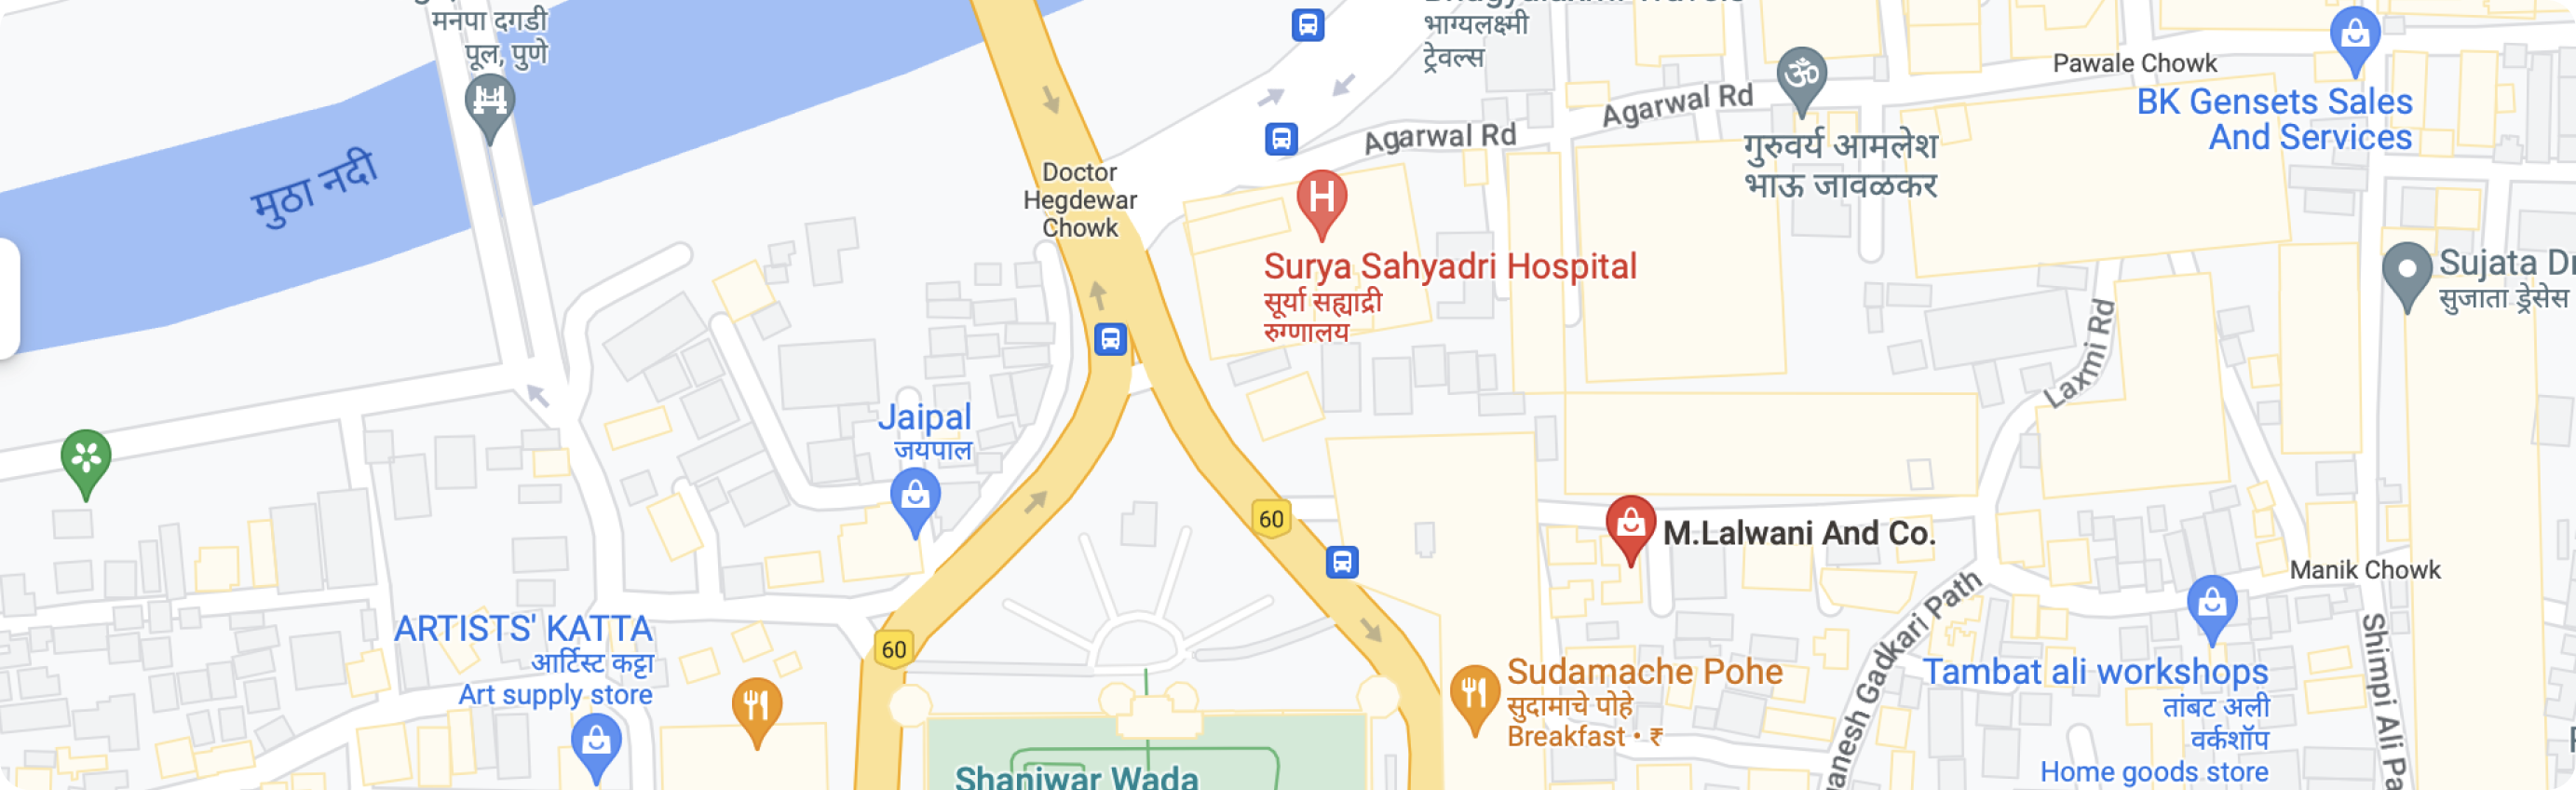 मनपा दगडी
पूल, पुणे
मुठा नदी
Doctor
Hegdewar
Chowk
भाग्यलक्ष्मी
ट्रेवल्स
Agarwal Rd
Agarwal Rd
Pawale Chowk
BK Gensets Sales
And Services
गुरुवर्य आमलेश
भाऊ जावळकर
Surya Sahyadri Hospital
सूर्या सह्याद्री
रुग्णालय
Sujata
सुजाता ड्रेसेस
Laxmi Rd
Jaipal
जयपाल
60
M.Lalwani And Co.
Manik Chowk
60
ARTISTS' KATTA
आर्टिस्ट कट्टा
Art supply store
Sudamache Pohe
सुदामाचे पोहे
Breakfast • ₹
Gadkari Path
Tambat ali workshops
तांबट अली
वर्कशॉप
Home goods store
Shimpi Ali
Shaniwar Wada